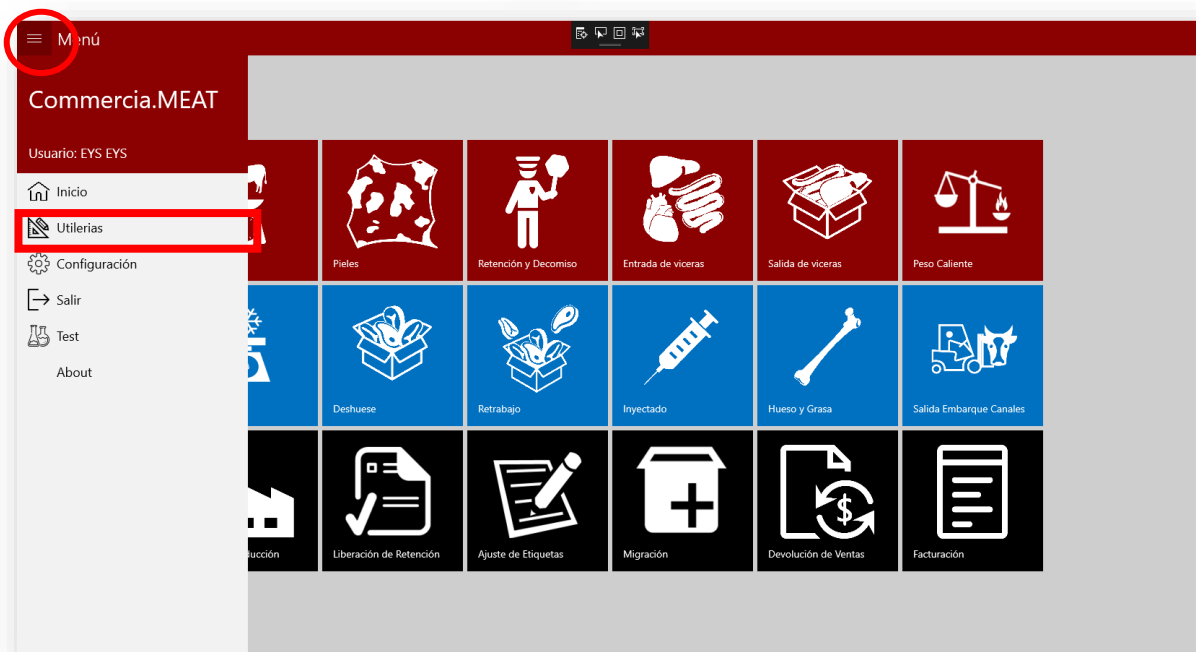 Menú
Commercia.MEAT
Usuario: EYS EYS
Inicio
Utilerias
Configuración
Salir
Test
About
Pieles
Retención y Decomiso
Entrada de viceras
Salida de viceras
Peso Caliente
Deshuese
Retrabajo
Inyectado
Hueso y Grasa
Salida Embarque Canales
Liberación de Retención
Ajuste de Etiquetas
Migración
Devolución de Ventas
Facturación